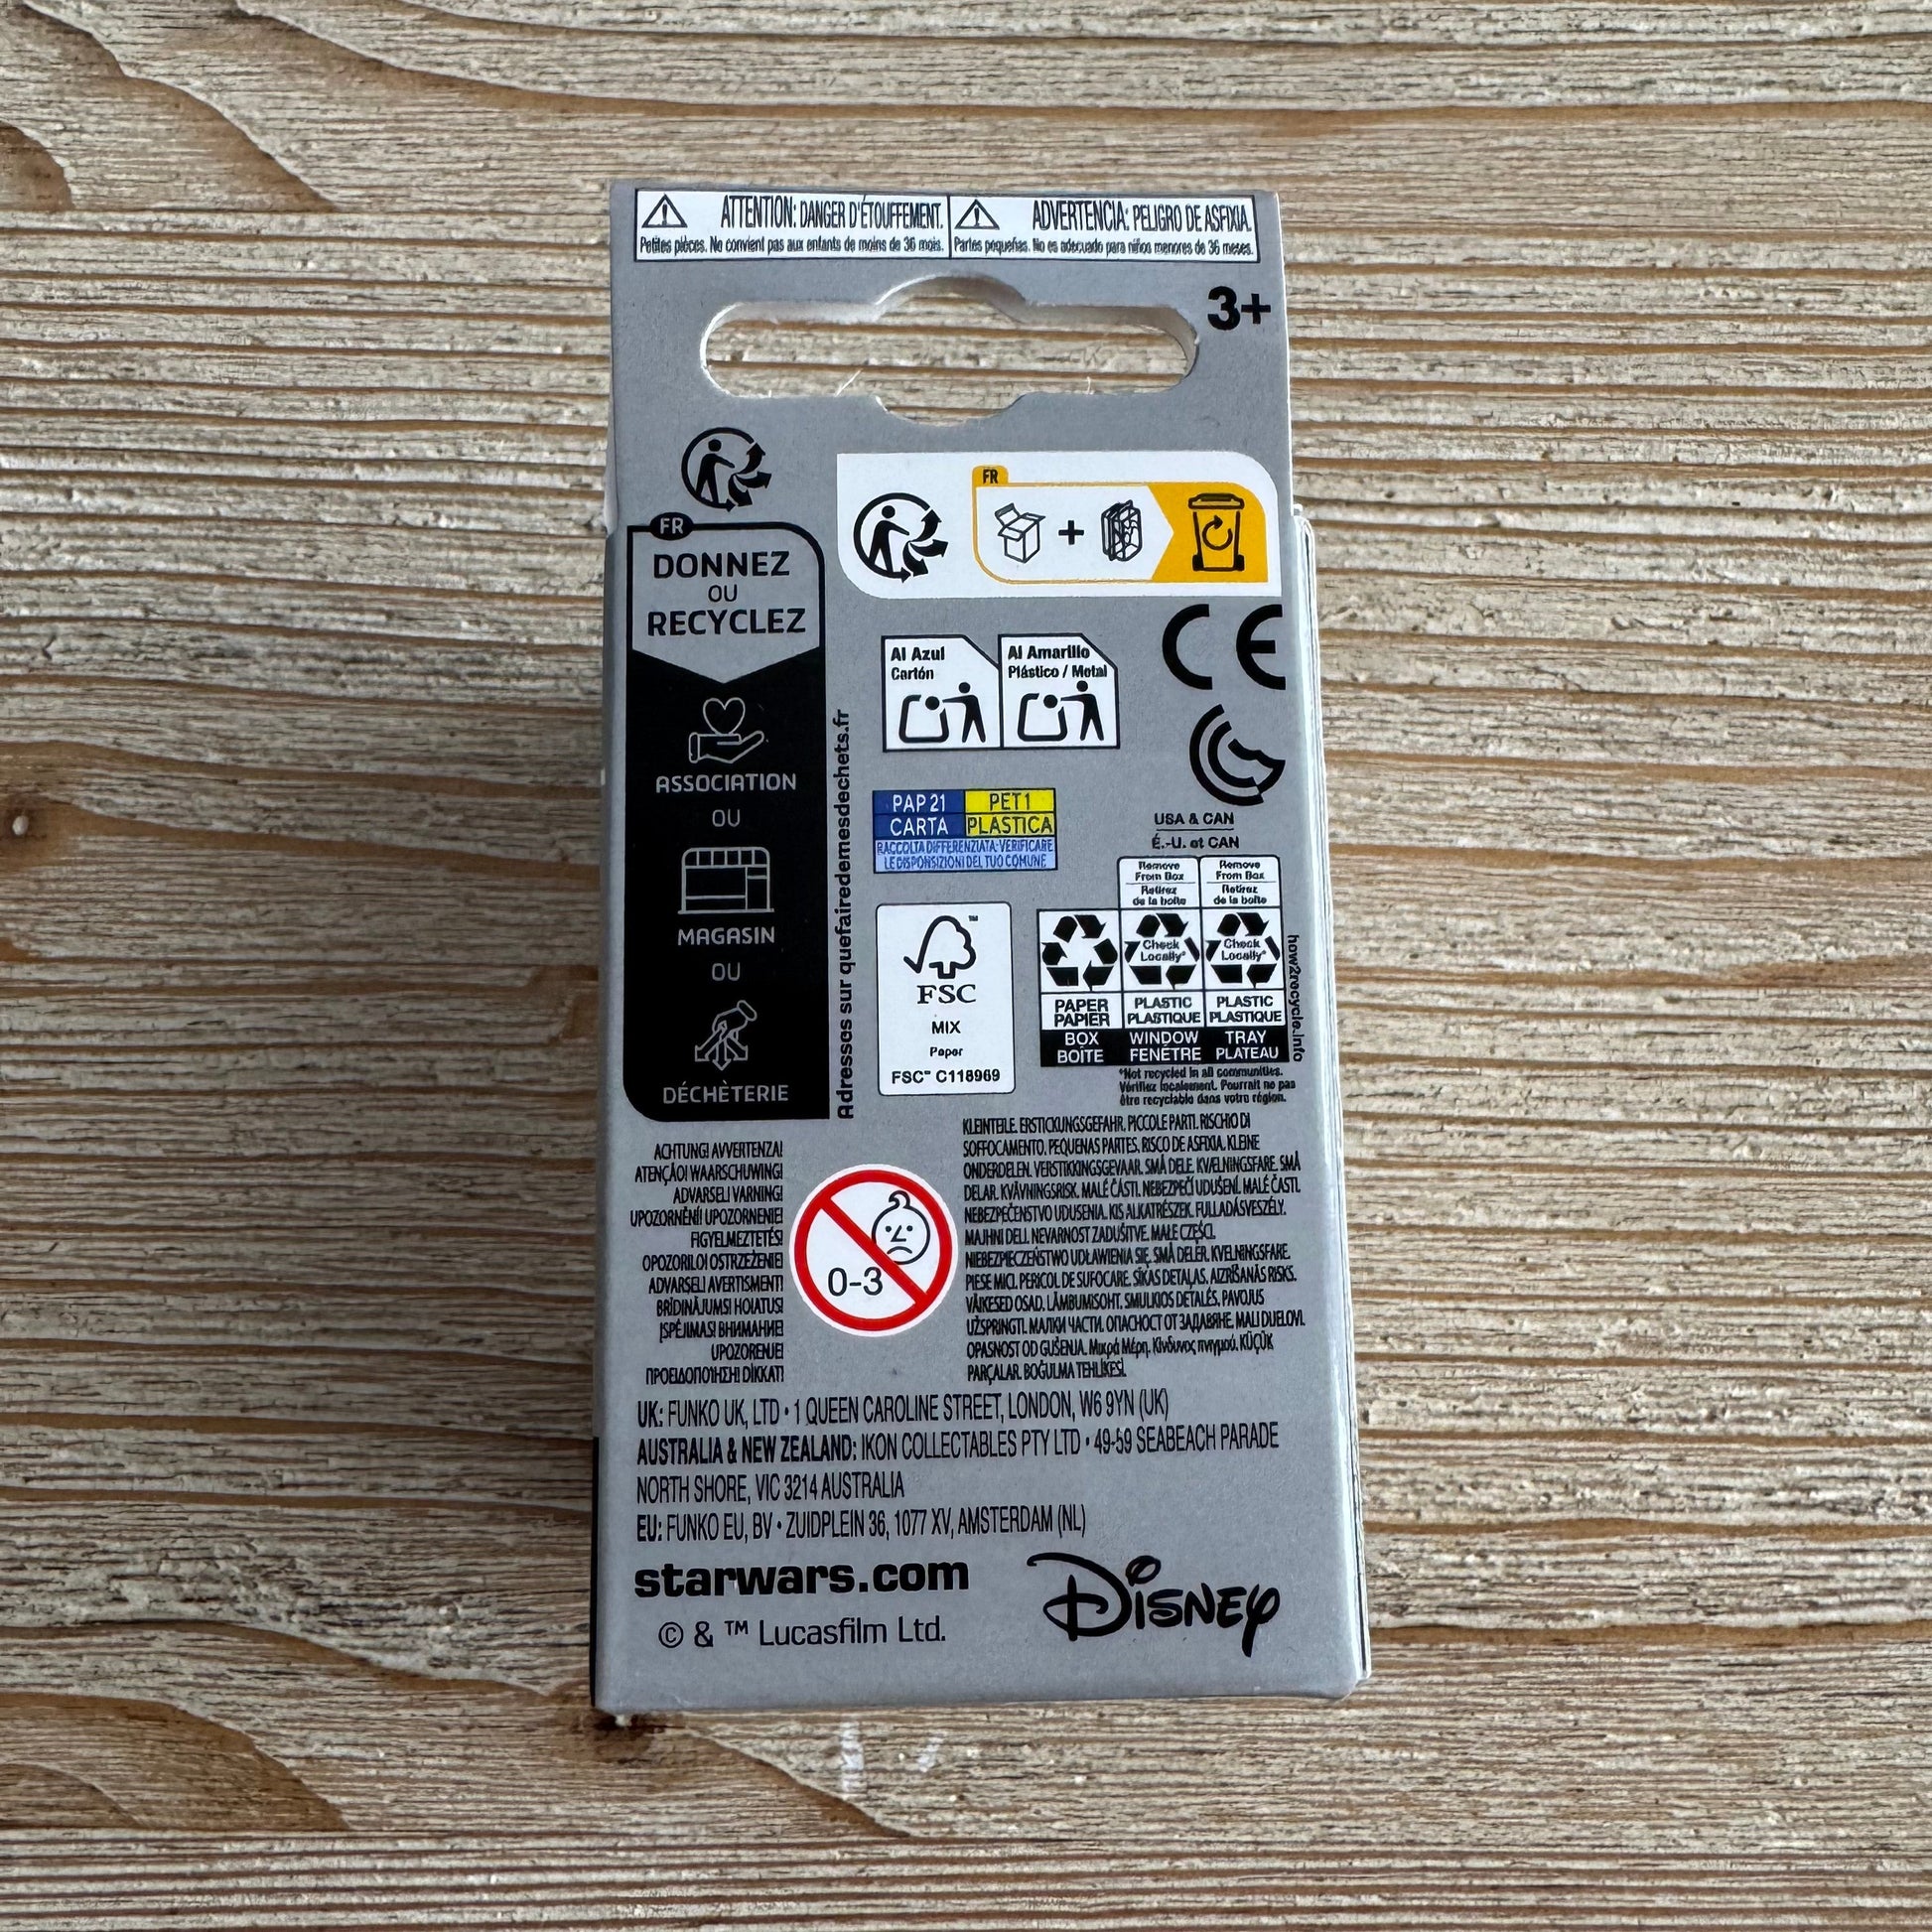 ATTENTION: DANGER D'ÉTOUFFEMENT.
Petites pièces. Ne convient pas aux enfants de moins de 36 mois.
ADVERTENCIA: PELIGRO DE ASFIXIA.
Partes pequeñas. No es adecuado para niños menores de 36 meses.
3+
FR
DONNEZ
OU
RECYCLEZ
ASSOCIATION
OU
MAGASIN
OU
DÉCHÈTERIE
Adresses sur quefairedemesdechets.fr
FR
+
CE
Al Azul
Cartón
Al Amarillo
Plástico / Metal
PAP 21
CARTA
PET 1
PLASTICA
RACCOLTA DIFFERENZIATA: VERIFICARE
LE DISPONSIZIONI DEL TUO COMUNE
FSC™
MIX
Paper
FSC™ C118969
USA & CAN
É.-U. et CAN
PAPER
PAPIER
BOX
BOÎTE
Remove
From Box
Retirez
de la boîte
Check
Locally*
PLASTIC
PLASTIQUE
WINDOW
FENÊTRE
Remove
From Box
Retirez
de la boîte
Check
Locally*
PLASTIC
PLASTIQUE
TRAY
PLATEAU
how2recycle.info
*Not recycled in all communities.
Vérifiez localement. Pourrait ne pas
être recyclable dans votre région.
ACHTUNG! AVVERTENZA!
ATENÇÃO! WAARSCHUWING!
ADVARSEL! VARNING!
UPOZORNĚNÍ! UPOZORNENIE!
FIGYELMEZTETÉS!
OPOZORILO! OSTRZEŻENIE!
ADVARSEL! AVERTISMENT!
BRĪDINĀJUMS! HOIATUS!
ĮSPĖJIMAS! ВНИМАНИЕ!
UPOZORENJE!
ΠΡΟΕΙΔΟΠΟΊΗΣΗ! DİKKAT!
0-3
KLEINTEILE. ERSTICKUNGSGEFAHR. PICCOLE PARTI. RISCHIO DI
SOFFOCAMENTO. PEQUENAS PARTES. RISCO DE ASFIXIA. KLEINE
ONDERDELEN. VERSTIKKINGSGEVAAR. SMÅ DELE. KVÆLNINGSFARE. SMÅ
DELAR. KVÄVNINGSRISK. MALÉ ČÁSTI. NEBEZPEČÍ UDUŠENÍ. MALÉ ČASTI.
NEBEZPEČENSTVO UDUSENIA. KIS ALKATRÉSZEK. FULLADÁSVESZÉLY.
MAJHNI DELI. NEVARNOST ZADUŠITVE. MAŁE CZĘŚCI.
NIEBEZPIECZEŃSTWO UDŁAWIENIA SIĘ. SMÅ DELER. KVELNINGSFARE.
PIESE MICI. PERICOL DE SUFOCARE. SĪKAS DETAĻAS. AIZRĪŠANĀS RISKS.
VÄIKESED OSAD. LÄMBUMISOHT. SMULKIOS DETALĖS. PAVOJUS
UŽSPRINGTI. МАЛКИ ЧАСТИ. ОПАСНОСТ ОТ ЗАДАВЯНЕ. MALI DIJELOVI.
OPASNOST OD GUŠENJA. Μικρά Μέρη. Κίνδυνος πνιγμού. KÜÇÜK
PARÇALAR. BOĞULMA TEHLİKESİ.
UK: FUNKO UK, LTD • 1 QUEEN CAROLINE STREET, LONDON, W6 9YN (UK)
AUSTRALIA & NEW ZEALAND: IKON COLLECTABLES PTY LTD • 49-59 SEABEACH PARADE
NORTH SHORE, VIC 3214 AUSTRALIA
EU: FUNKO EU, BV • ZUIDPLEIN 36, 1077 XV, AMSTERDAM (NL)
starwars.com
© & ™ Lucasfilm Ltd.
Disney